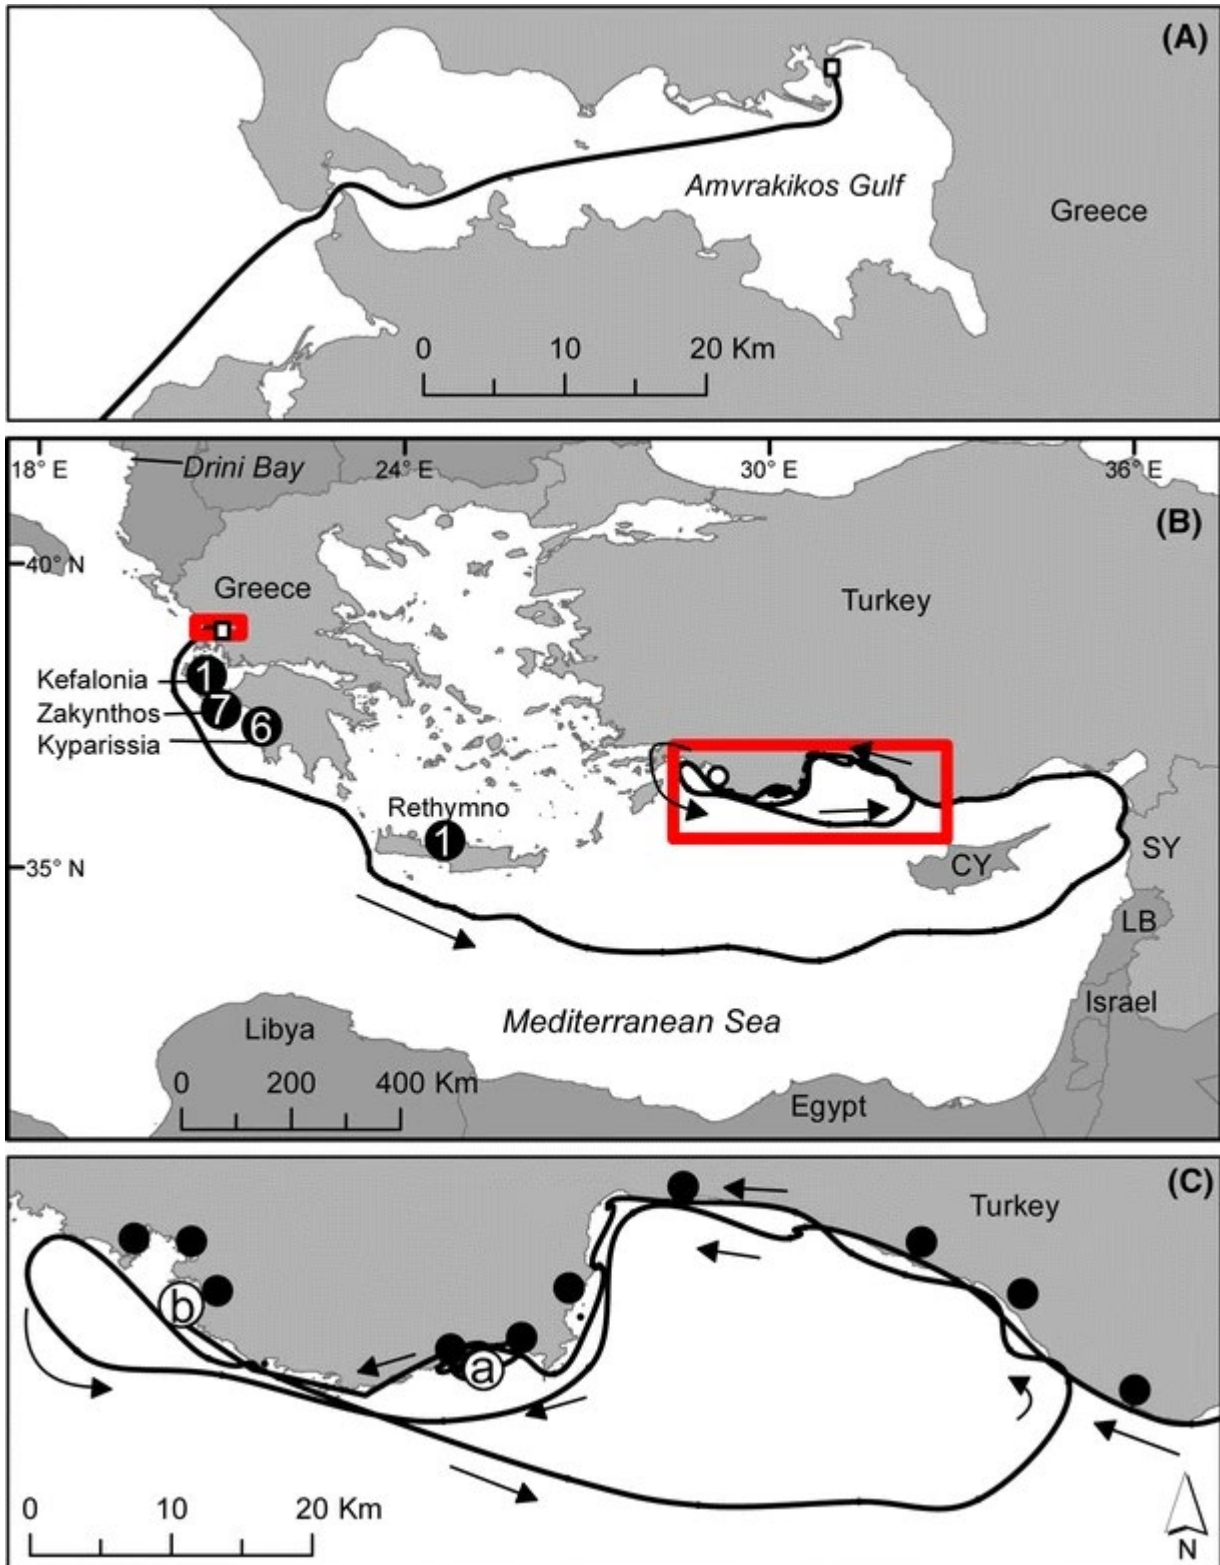 (A)
Amvrakikos Gulf
Greece
0 10 20 Km
18° E Drini Bay 24° E 30° E 36° E
(B)
40° N
Greece
Turkey
Kefalonia 1
Zakynthos 7
Kyparissia 6
Rethymno
1
35° N
CY SY
LB
Israel
Mediterranean Sea
Libya
0 200 400 Km
Egypt
(C)
Turkey
b
a
0 10 20 Km
N